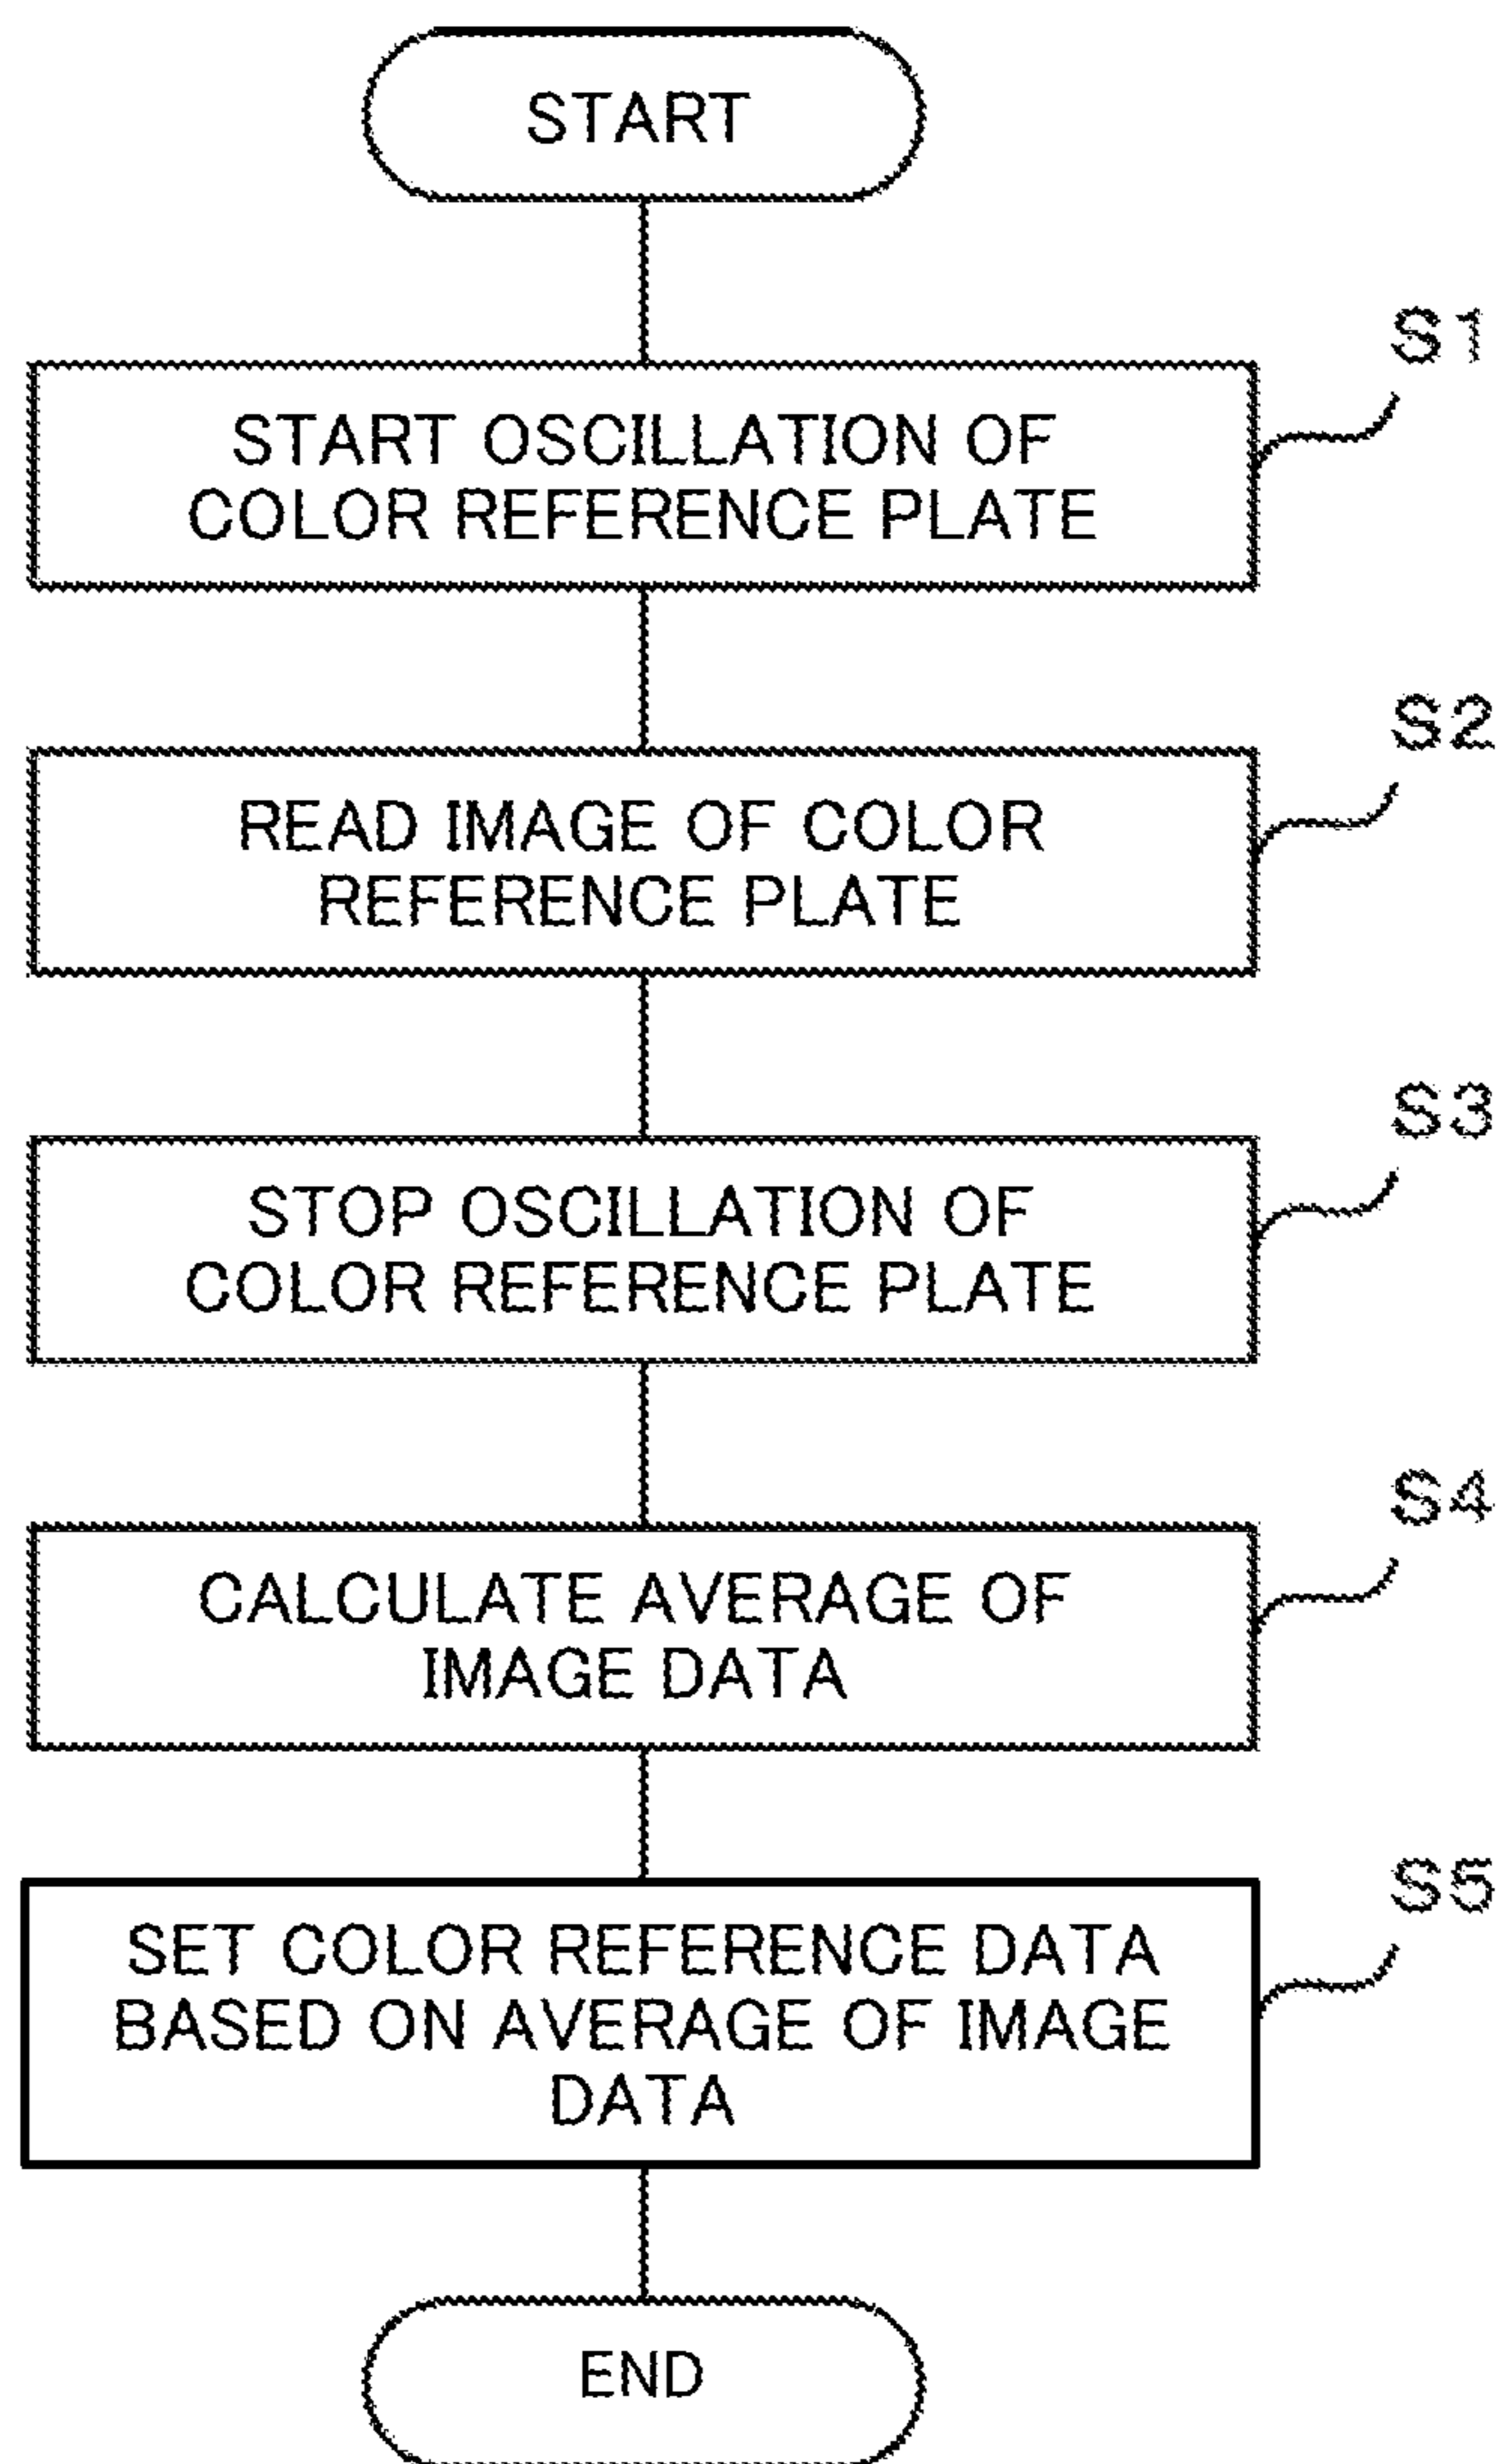 START
S1
START OSCILLATION OF
COLOR REFERENCE PLATE
S2
READ IMAGE OF COLOR
REFERENCE PLATE
S3
STOP OSCILLATION OF
COLOR REFERENCE PLATE
S4
CALCULATE AVERAGE OF
IMAGE DATA
S5
SET COLOR REFERENCE DATA
BASED ON AVERAGE OF IMAGE
DATA
END